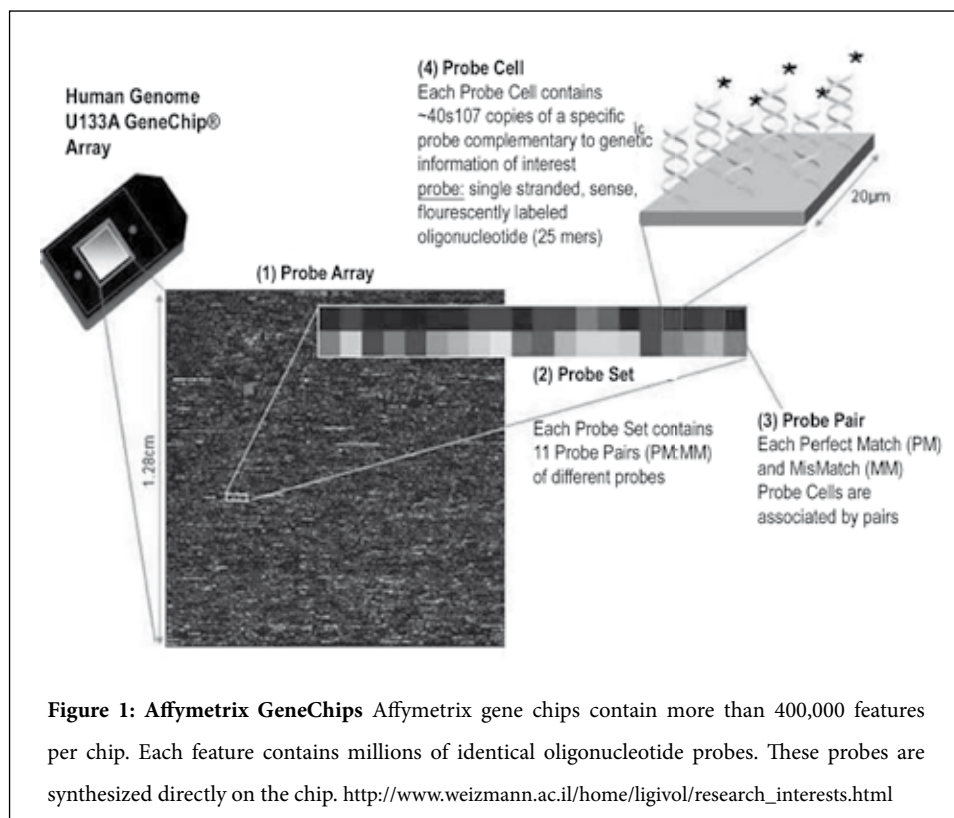 Human Genome
U133A GeneChip®
Array
(4) Probe Cell
Each Probe Cell contains
~40s107 copies of a specific
probe complementary to genetic
information of interest
probe: single stranded, sense,
flourescently labeled
oligonucleotide (25 mers)
lc
* * * * *
20µm
(1) Probe Array
1.28cm
(2) Probe Set
Each Probe Set contains
11 Probe Pairs (PM:MM)
of different probes
(3) Probe Pair
Each Perfect Match (PM)
and MisMatch (MM)
Probe Cells are
associated by pairs
Figure 1: Affymetrix GeneChips Affymetrix gene chips contain more than 400,000 features
per chip. Each feature contains millions of identical oligonucleotide probes. These probes are
synthesized directly on the chip. http://www.weizmann.ac.il/home/ligivol/research_interests.html